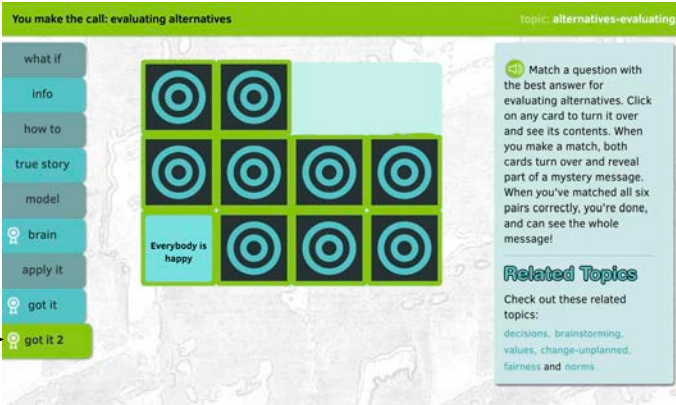 You make the call: evaluating alternatives
topic: alternatives-evaluating
what if
info
how to
true story
model
brain
apply it
got it
got it 2
Everybody is
happy
Match a question with
the best answer for
evaluating alternatives. Click
on any card to turn it over
and see its contents. When
you make a match, both
cards turn over and reveal
part of a mystery message.
When you've matched all six
pairs correctly, you're done,
and can see the whole
message!
Related Topics
Check out these related
topics:
decisions, brainstorming,
values, change-unplanned,
fairness and norms.